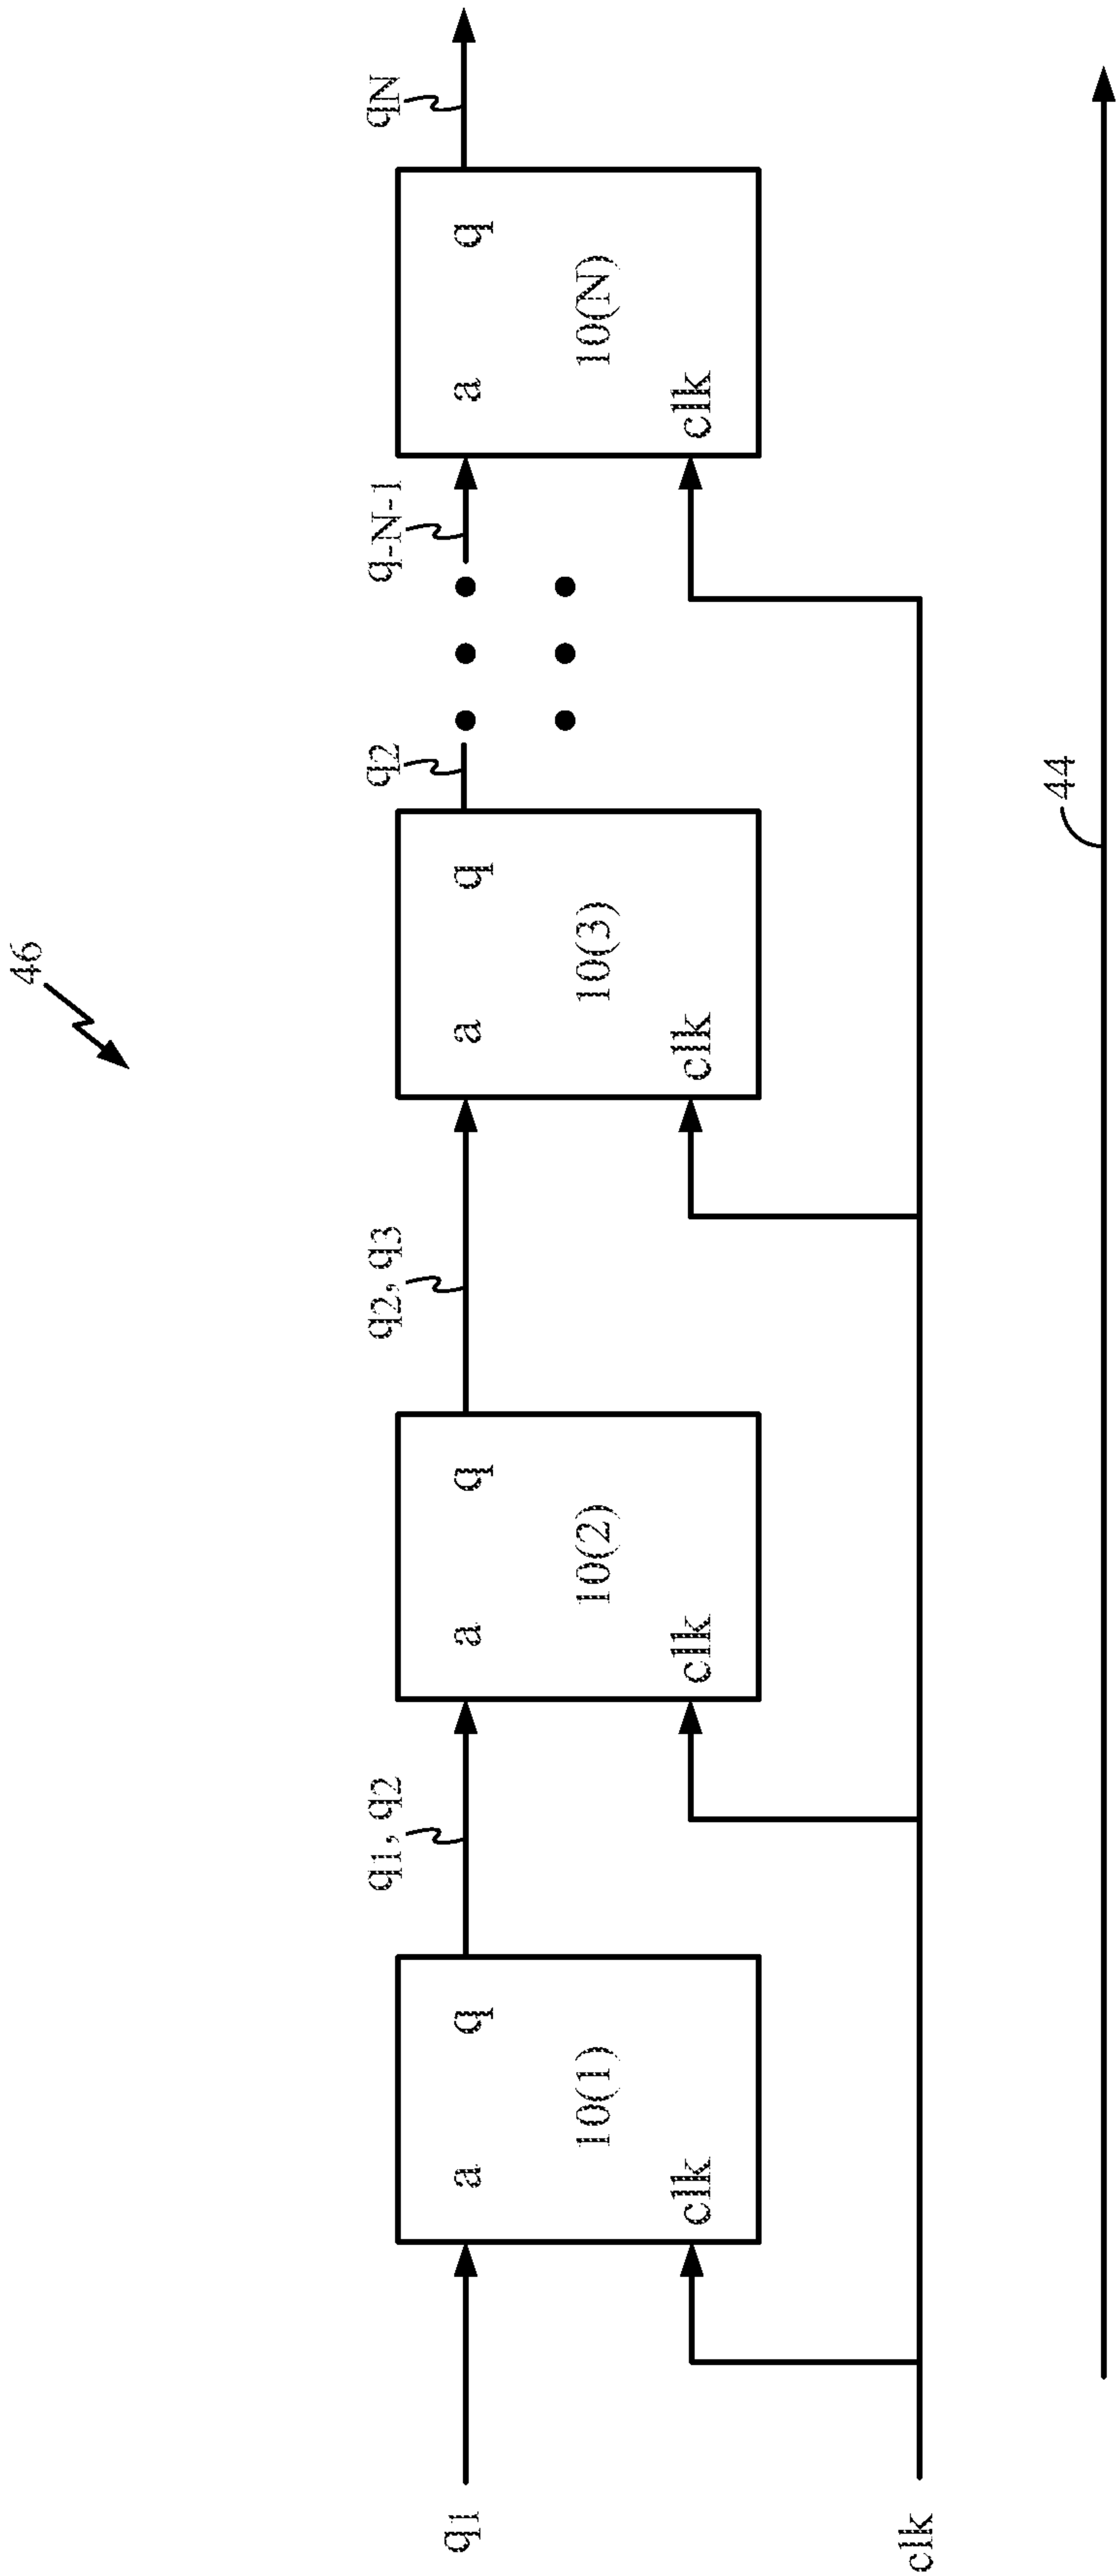 46
q1, q2
q2, q3
q2
q-N-1
qN
q1
a
q
a
q
a
q
a
q
10(1)
10(2)
10(3)
10(N)
clk
clk
clk
clk
clk
44